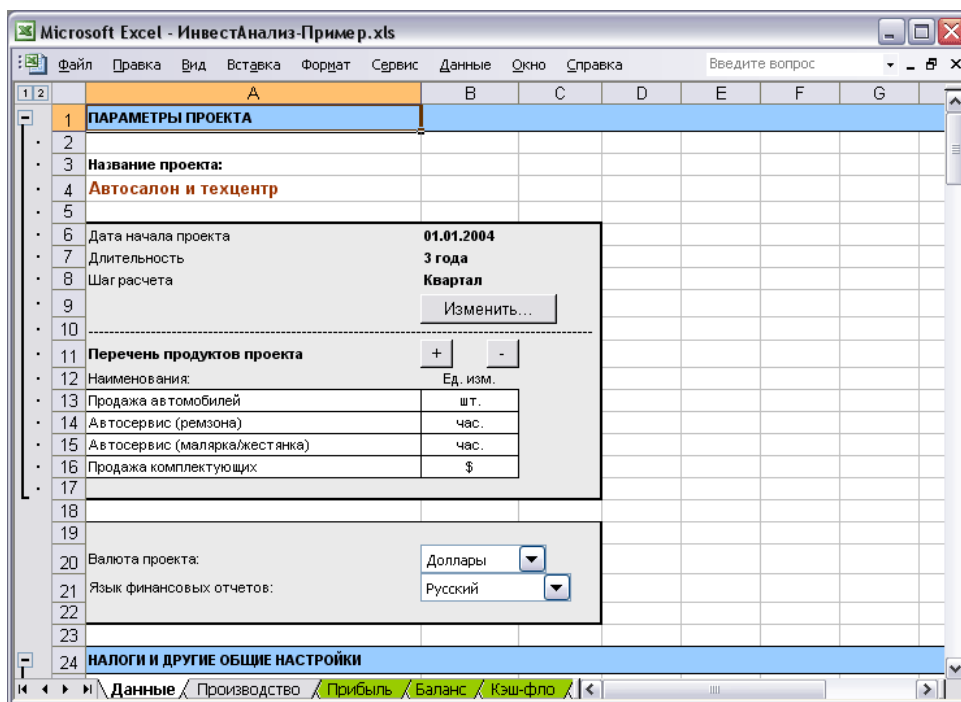 Microsoft Excel - ИнвестАнализ-Пример.xls
Файл Правка Вид Вставка Формат Сервис Данные Окно Справка Введите вопрос
1 2 A B C D E F G
1 ПАРАМЕТРЫ ПРОЕКТА
2
3 Название проекта:
4 Автосалон и техцентр
5
6 Дата начала проекта 01.01.2004
7 Длительность 3 года
8 Шаг расчета Квартал
9 Изменить...
10
11 Перечень продуктов проекта + -
12 Наименования: Ед. изм.
13 Продажа автомобилей шт.
14 Автосервис (ремзона) час.
15 Автосервис (малярка/жестянка) час.
16 Продажа комплектующих $
17
18
19
20 Валюта проекта: Доллары
21 Язык финансовых отчетов: Русский
22
23
24 НАЛОГИ И ДРУГИЕ ОБЩИЕ НАСТРОЙКИ
Данные Производство Прибыль Баланс Кэш-фло